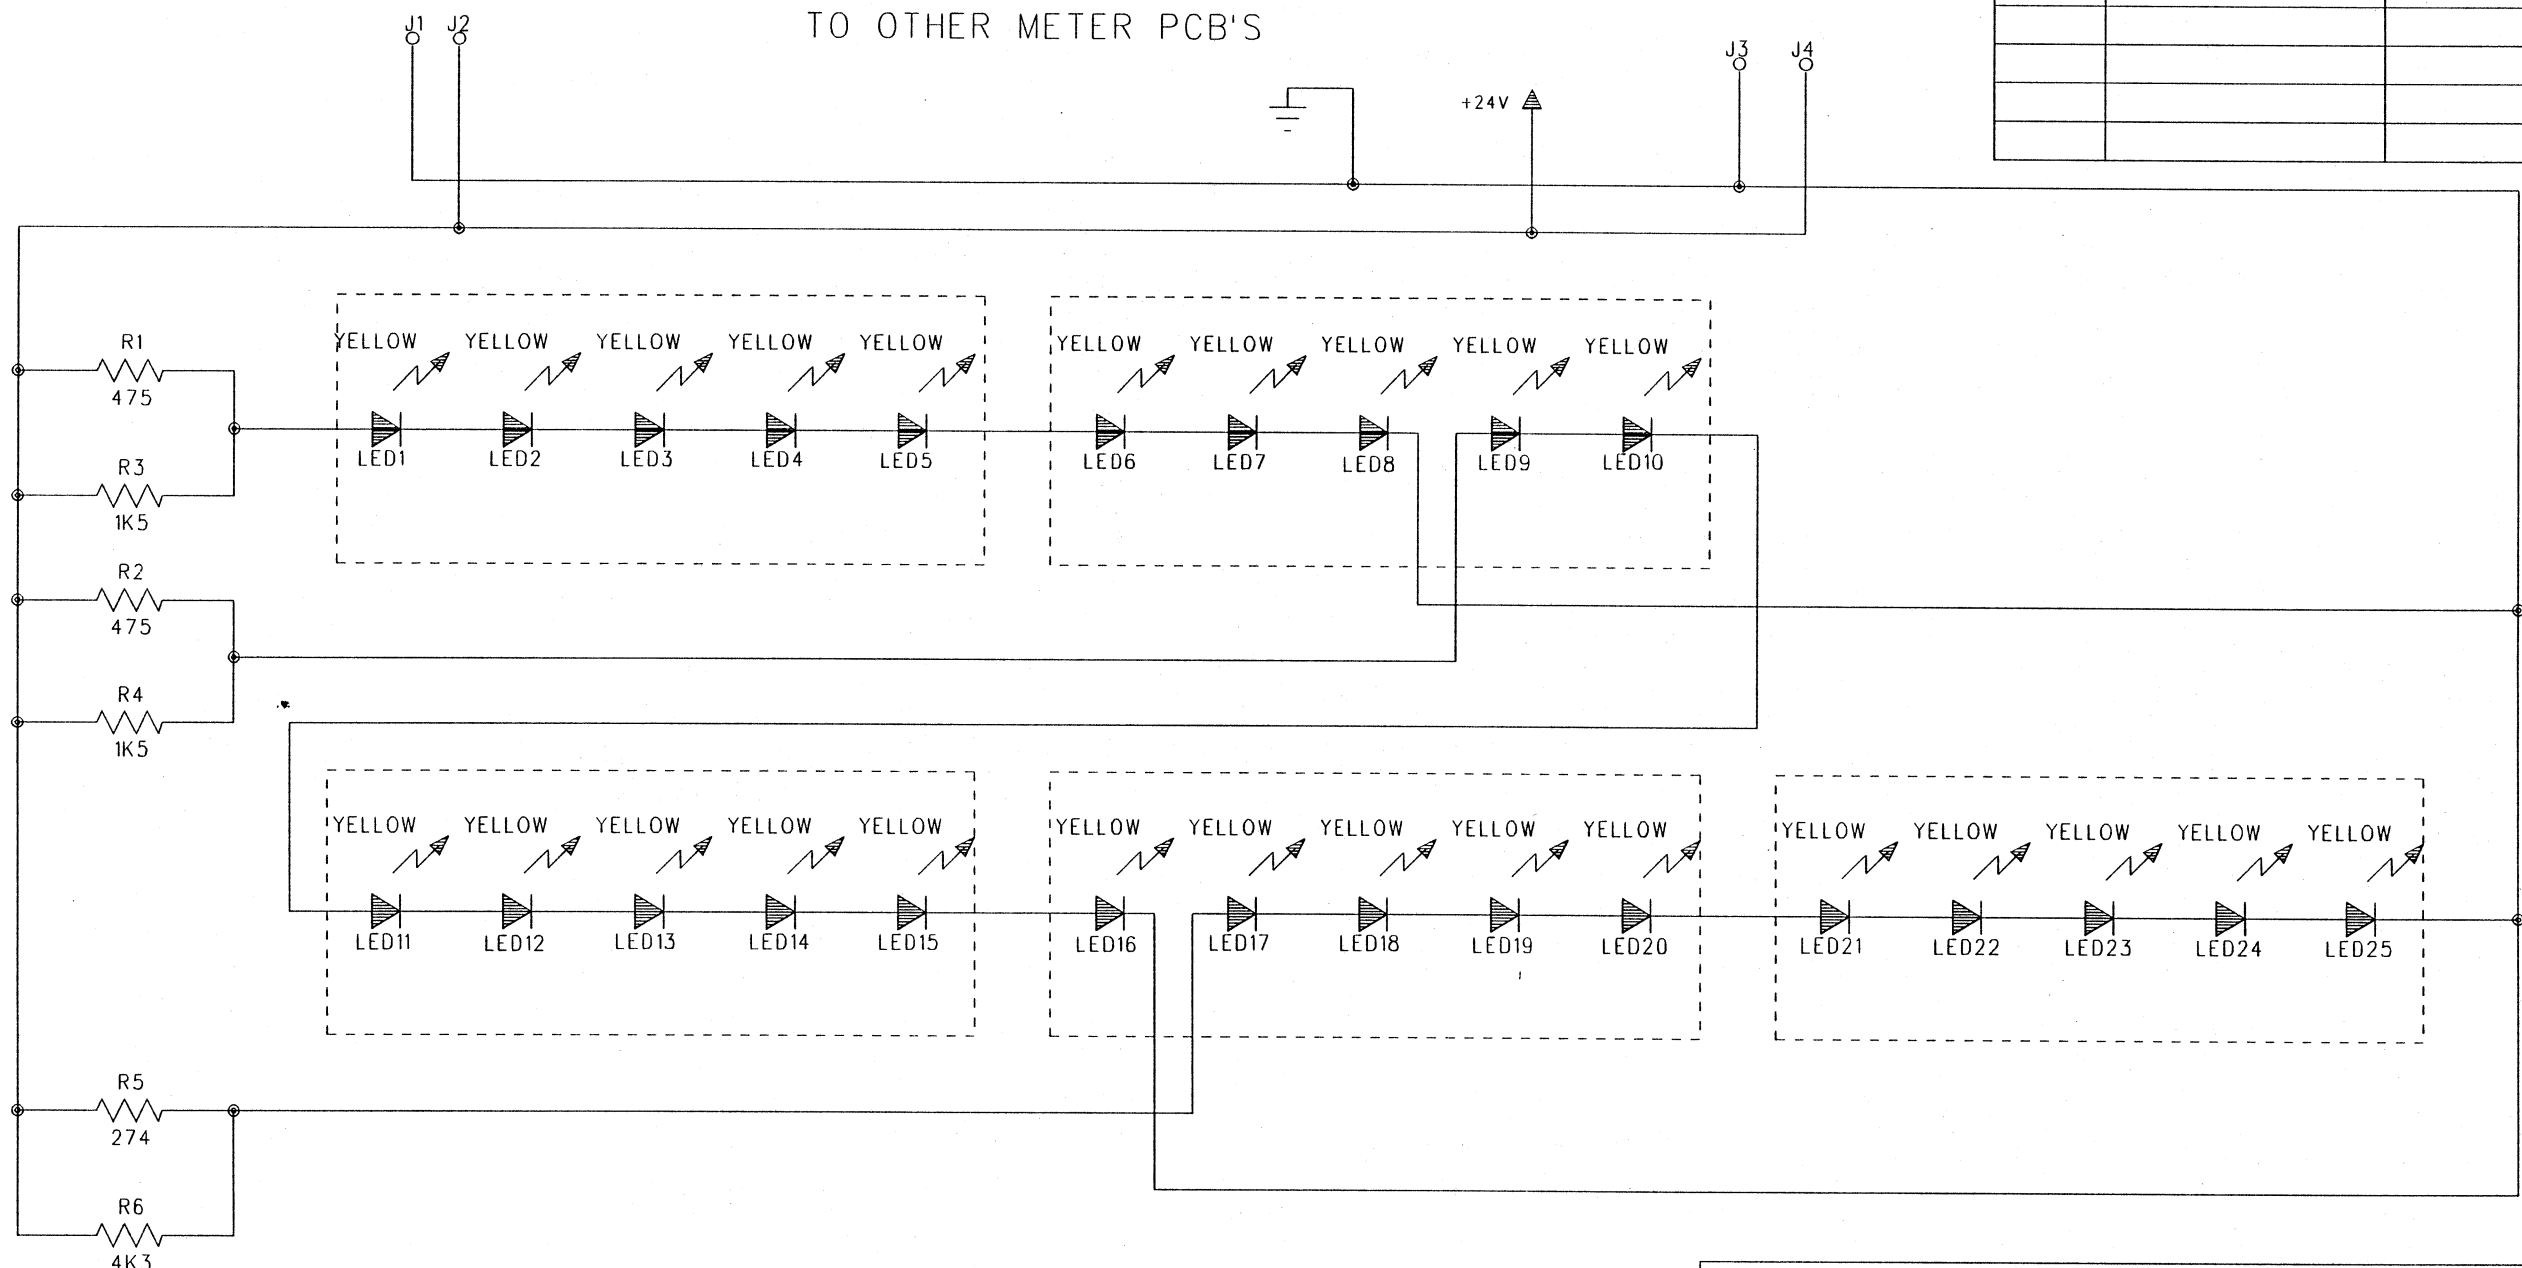 TO OTHER METER PCB'S
J1 J2
J3 J4
+24V
YELLOW YELLOW YELLOW YELLOW YELLOW YELLOW YELLOW YELLOW YELLOW YELLOW
R1
475
LED1 LED2 LED3 LED4 LED5 LED6 LED7 LED8 LED9 LED10
R3
1K5
R2
475
R4
1K5
YELLOW YELLOW YELLOW YELLOW YELLOW YELLOW YELLOW YELLOW YELLOW YELLOW YELLOW YELLOW YELLOW YELLOW YELLOW
LED11 LED12 LED13 LED14 LED15 LED16 LED17 LED18 LED19 LED20 LED21 LED22 LED23 LED24 LED25
R5
274
R6
4K3